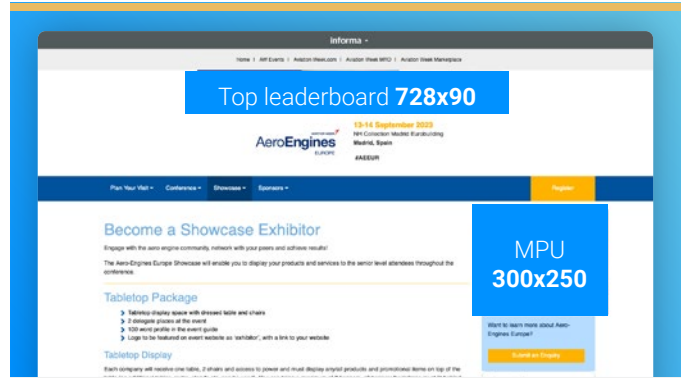 informa
Home | AW Events | Aviation Week.com | Aviation Week MRO | Aviation Week Marketplace
Top leaderboard 728x90
AeroEngines
EUROPE
13-14 September 2023
NH Collection Madrid Eurobuilding
Madrid, Spain
#AEEUR
Plan Your Visit Conference Showcase Sponsors Register
Become a Showcase Exhibitor
Engage with the aero engine community, network with your peers and achieve results!
The Aero-Engines Europe Showcase will enable you to display your products and services to the senior level attendees throughout the
conference.
MPU
300x250
Tabletop Package
Tabletop display space with dressed table and chairs
2 delegate places at the event
100 word profile in the event guide
Logo to be featured on event website as 'exhibitor', with a link to your website
Want to learn more about Aero-
Engines Europe?
Submit an Enquiry
Tabletop Display
Each company will receive one table, 2 chairs and access to power and must display any/all products and promotional items on top of the